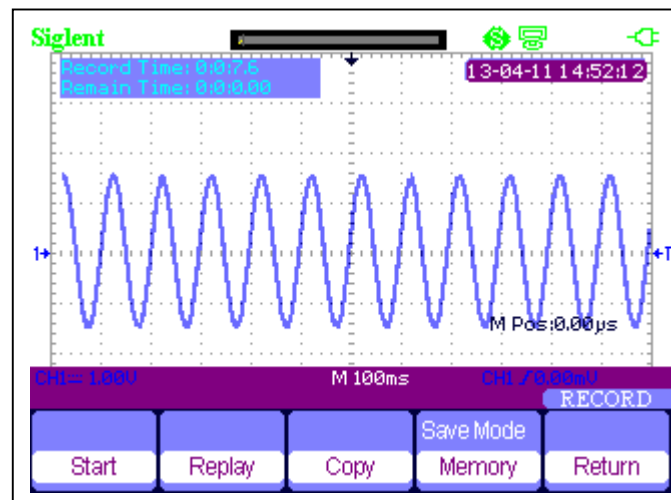 Siglent
Record Time: 0:0:7.6
Remain Time: 0:0:0.00
13-04-11 14:52:12
1
T
M Pos:0.00µs
CH1= 1.00V
M 100ms
CH1 /0.00mV
RECORD
Save Mode
Start
Replay
Copy
Memory
Return